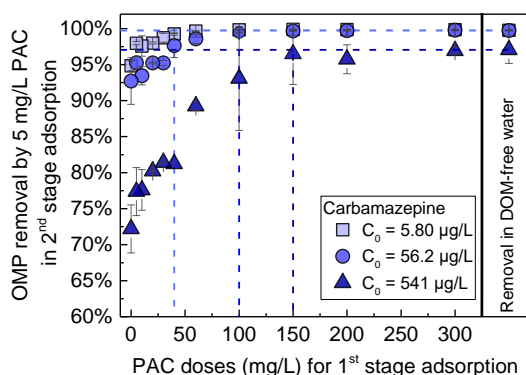 OMP removal by 5 mg/L PAC
in 2nd stage adsorption
100%
95%
90%
85%
80%
75%
70%
65%
60%
Carbamazepine
C0 = 5.80 µg/L
C0 = 56.2 µg/L
C0 = 541 µg/L
Removal in DOM-free water
0 50 100 150 200 250 300
PAC doses (mg/L) for 1st stage adsorption